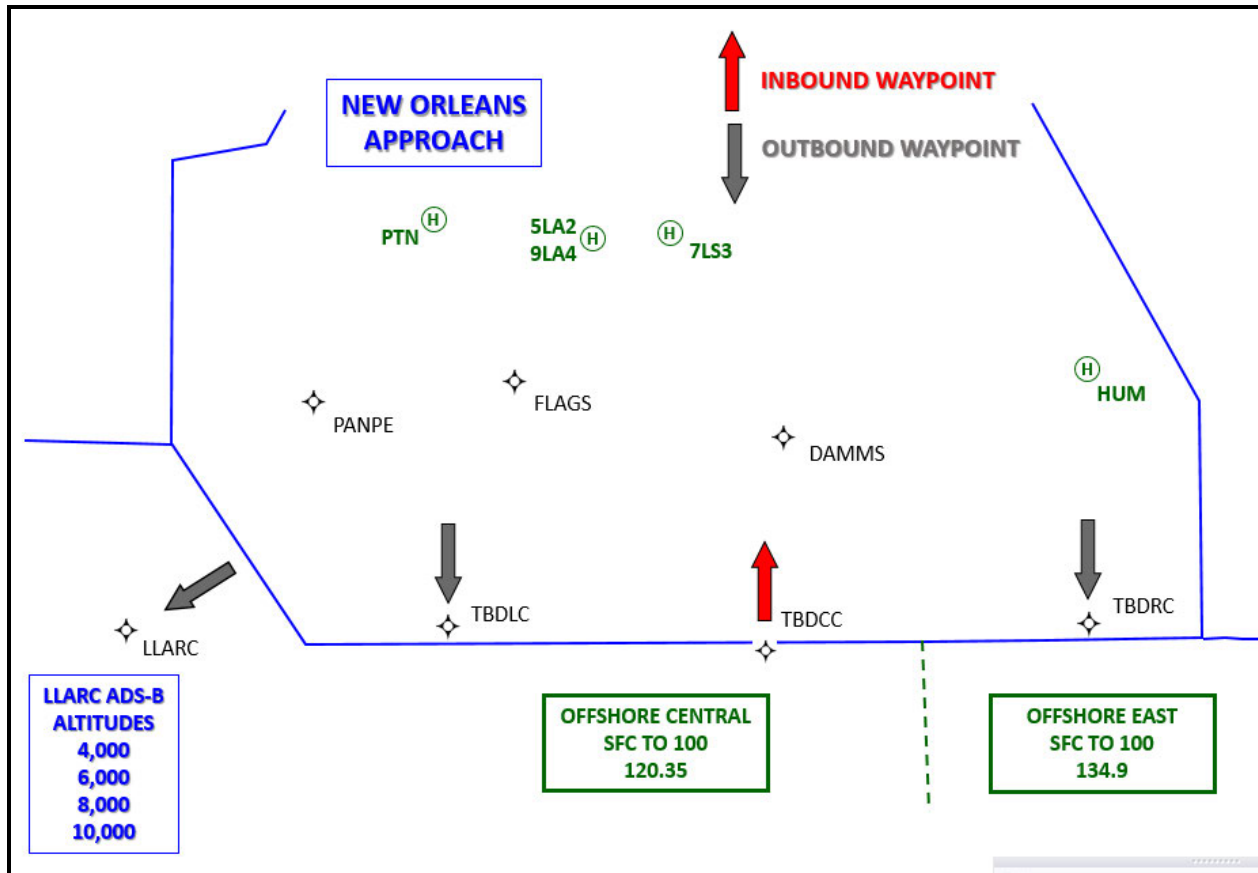 NEW ORLEANS
APPROACH
INBOUND WAYPOINT
OUTBOUND WAYPOINT
PTN
H
5LA2
9LA4
H
H
7LS3
H
HUM
PANPE
FLAGS
DAMMS
LLARC
TBDLC
TBDCC
TBDRC
LLARC ADS-B
ALTITUDES
4,000
6,000
8,000
10,000
OFFSHORE CENTRAL
SFC TO 100
120.35
OFFSHORE EAST
SFC TO 100
134.9